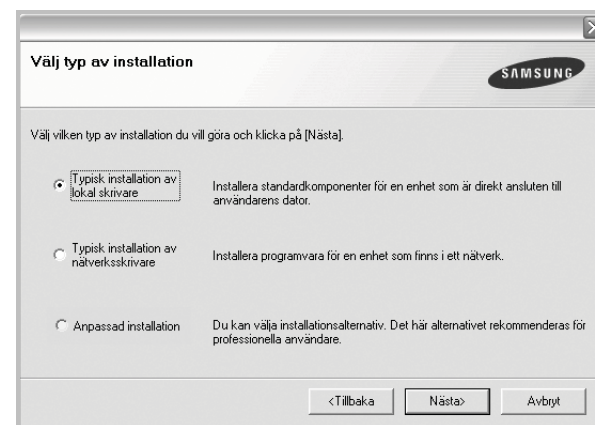 Välj typ av installation
SAMSUNG
Välj vilken typ av installation du vill göra och klicka på [Nästa].
Typisk installation av
lokal skrivare
Installera standardkomponenter för en enhet som är direkt ansluten till
användarens dator.
Typisk installation av
nätverksskrivare
Installera programvara för en enhet som finns i ett nätverk.
Anpassad installation
Du kan välja installationsalternativ. Det här alternativet rekommenderas för
professionella användare.
<Tillbaka
Nästa>
Avbryt